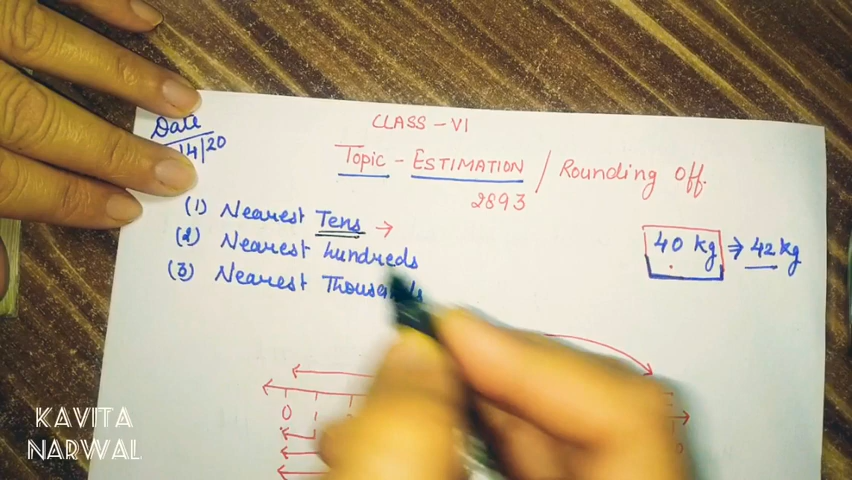 CLASS - VI
Date
14/20
Topic - ESTIMATION / Rounding Off.
2893
(1) Nearest Tens →
(2) Nearest hundreds
(3) Nearest Thousands
40 kg ⇒ 42 kg
0
KAVITA
NARWAL